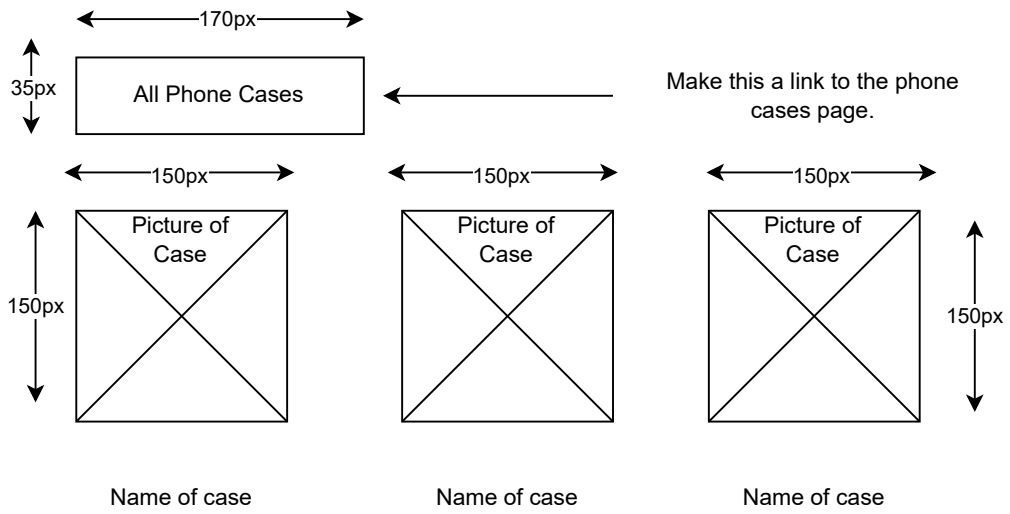 170px
35px
All Phone Cases
Make this a link to the phone
cases page.
150px
150px
150px
Picture of
Case
Picture of
Case
Picture of
Case
150px
150px
Name of case
Name of case
Name of case